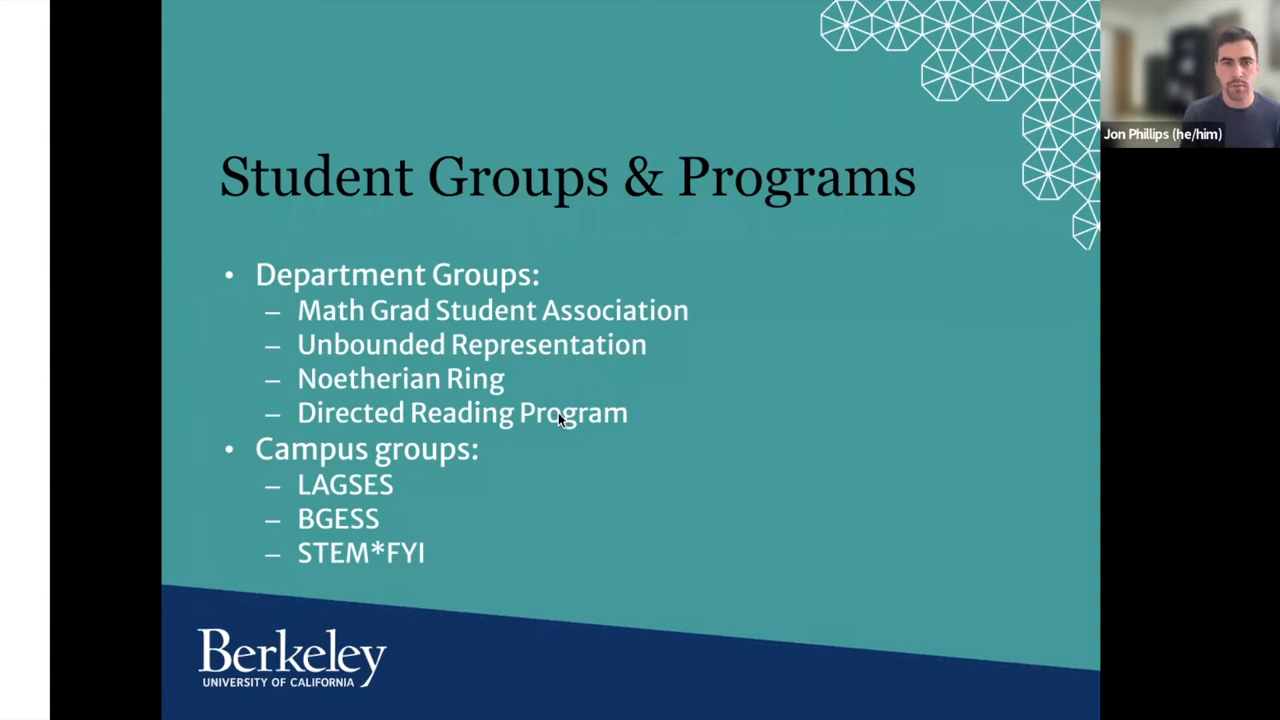 Student Groups & Programs
• Department Groups:
– Math Grad Student Association
– Unbounded Representation
– Noetherian Ring
– Directed Reading Program
• Campus groups:
– LAGSES
– BGESS
– STEM*FYI
Berkeley
UNIVERSITY OF CALIFORNIA
Jon Phillips (he/him)